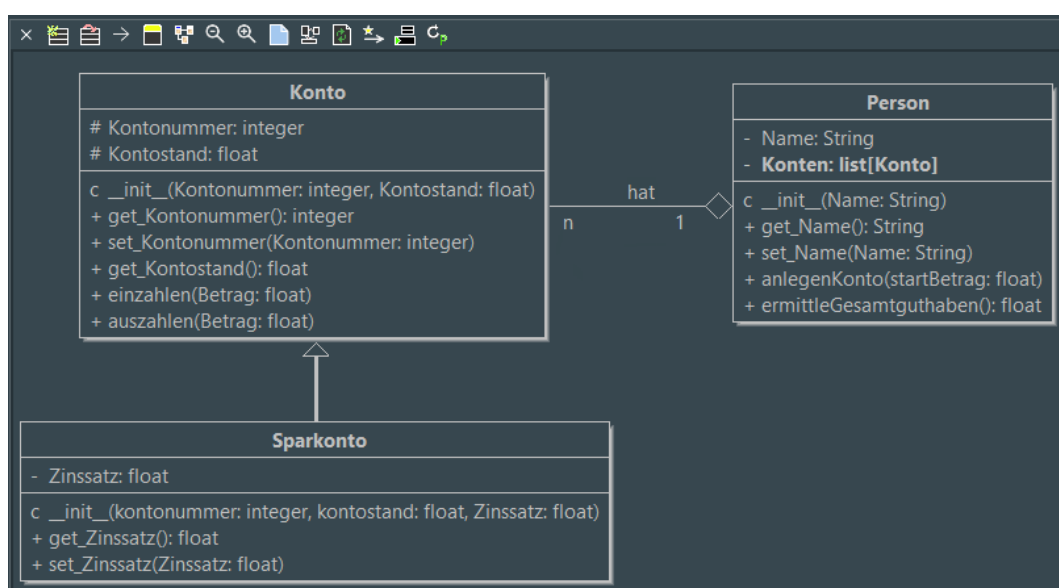 Konto
# Kontonummer: integer
# Kontostand: float
c __init__(Kontonummer: integer, Kontostand: float)
+ get_Kontonummer(): integer
+ set_Kontonummer(Kontonummer: integer)
+ get_Kontostand(): float
+ einzahlen(Betrag: float)
+ auszahlen(Betrag: float)
hat
n
1
Person
- Name: String
- Konten: list[Konto]
c __init__(Name: String)
+ get_Name(): String
+ set_Name(Name: String)
+ anlegenKonto(startBetrag: float)
+ ermittleGesamtguthaben(): float
Sparkonto
- Zinssatz: float
c __init__(kontonummer: integer, kontostand: float, Zinssatz: float)
+ get_Zinssatz(): float
+ set_Zinssatz(Zinssatz: float)